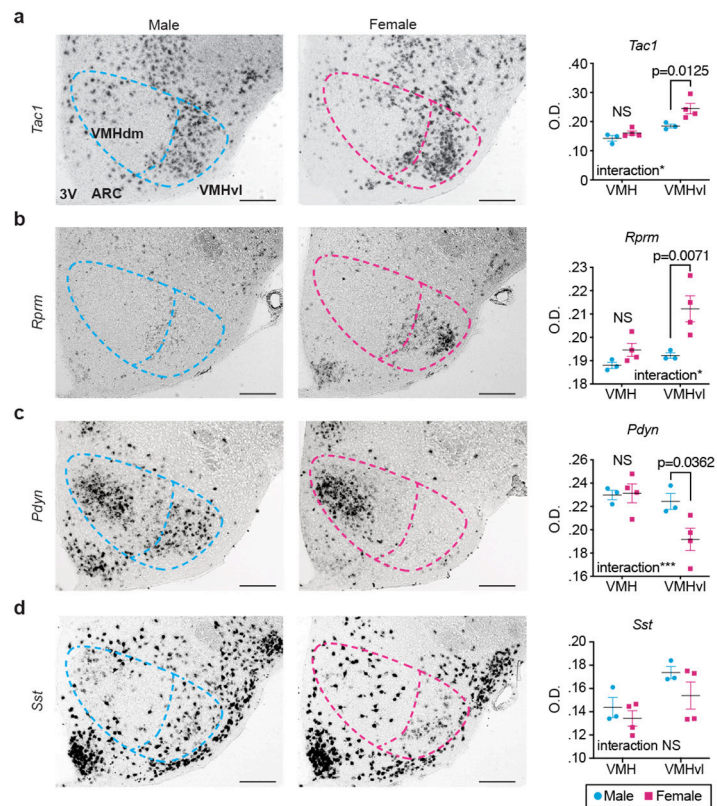 Male Female
a
Tac1
VMHdm
3V ARC VMHvl
Tac1
p=0.0125
NS
O.D.
.40
.30
.20
.10
interaction*
VMH VMHvl
b
Rprm
Rprm
p=0.0071
NS
O.D.
.23
.22
.21
.20
.19
.18
interaction*
VMH VMHvl
c
Pdyn
Pdyn
NS
p=0.0362
O.D.
.26
.24
.22
.20
.18
.16
interaction***
VMH VMHvl
d
Sst
Sst
O.D.
.20
.18
.16
.14
.12
.10
interaction NS
VMH VMHvl
Male Female